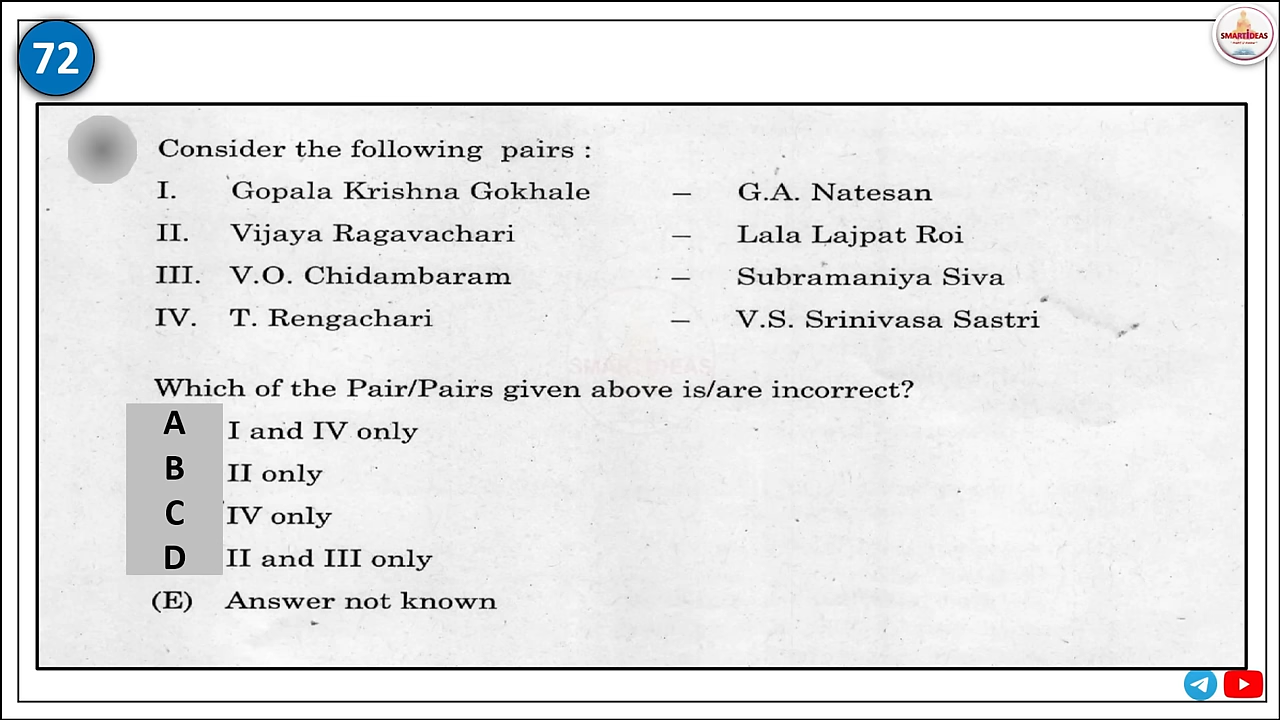 72
SMARTIDEAS
Consider the following pairs :
I. Gopala Krishna Gokhale – G.A. Natesan
II. Vijaya Ragavachari – Lala Lajpat Roi
III. V.O. Chidambaram – Subramaniya Siva
IV. T. Rengachari – V.S. Srinivasa Sastri
SMARTIDEAS
Which of the Pair/Pairs given above is/are incorrect?
A I and IV only
B II only
C IV only
D II and III only
(E) Answer not known